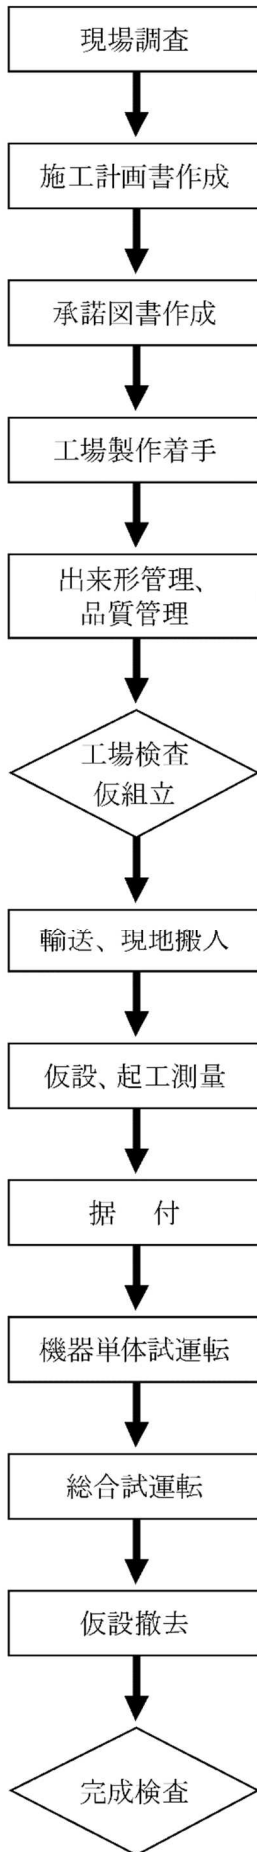 現場調査
施工計画書作成
承諾図書作成
工場製作着手
出来形管理、
品質管理
工場検査
仮組立
輸送、現地搬人
仮設、起工測量
据　付
機器単体試運転
総合試運転
仮設撤去
完成検査